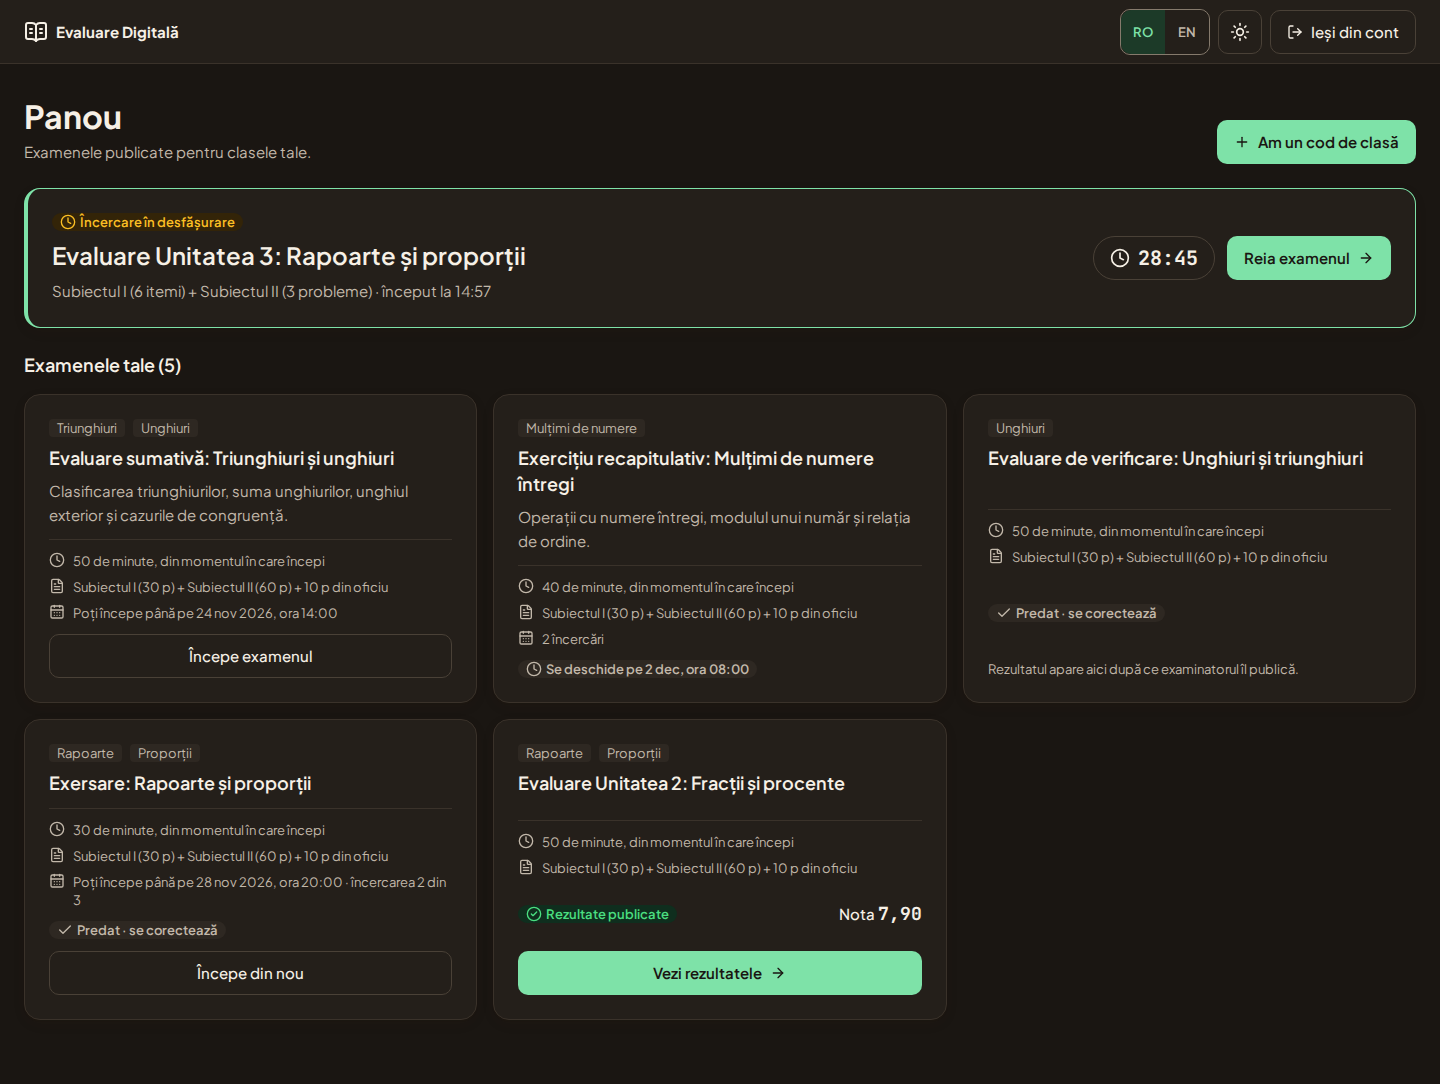 Evaluare Digitală
RO EN
Ieși din cont
Panou
Examenele publicate pentru clasele tale.
Am un cod de clasă
Încercare în desfășurare
Evaluare Unitatea 3: Rapoarte și proporții
Subiectul I (6 itemi) + Subiectul II (3 probleme) · început la 14:57
28:45
Reia examenul
Examenele tale (5)
Triunghiuri Unghiuri
Evaluare sumativă: Triunghiuri și unghiuri
Clasificarea triunghiurilor, suma unghiurilor, unghiul
exterior și cazurile de congruență.
50 de minute, din momentul în care începi
Subiectul I (30 p) + Subiectul II (60 p) + 10 p din oficiu
Poți începe până pe 24 nov 2026, ora 14:00
Începe examenul
Mulțimi de numere
Exercițiu recapitulativ: Mulțimi de numere
întregi
Operații cu numere întregi, modulul unui număr și relația
de ordine.
40 de minute, din momentul în care începi
Subiectul I (30 p) + Subiectul II (60 p) + 10 p din oficiu
2 încercări
Se deschide pe 2 dec, ora 08:00
Unghiuri
Evaluare de verificare: Unghiuri și triunghiuri
50 de minute, din momentul în care începi
Subiectul I (30 p) + Subiectul II (60 p) + 10 p din oficiu
Predat · se corectează
Rezultatul apare aici după ce examinatorul îl publică.
Rapoarte Proporții
Exersare: Rapoarte și proporții
30 de minute, din momentul în care începi
Subiectul I (30 p) + Subiectul II (60 p) + 10 p din oficiu
Poți începe până pe 28 nov 2026, ora 20:00 · încercarea 2 din
3
Predat · se corectează
Începe din nou
Rapoarte Proporții
Evaluare Unitatea 2: Fracții și procente
50 de minute, din momentul în care începi
Subiectul I (30 p) + Subiectul II (60 p) + 10 p din oficiu
Rezultate publicate
Nota 7,90
Vezi rezultatele